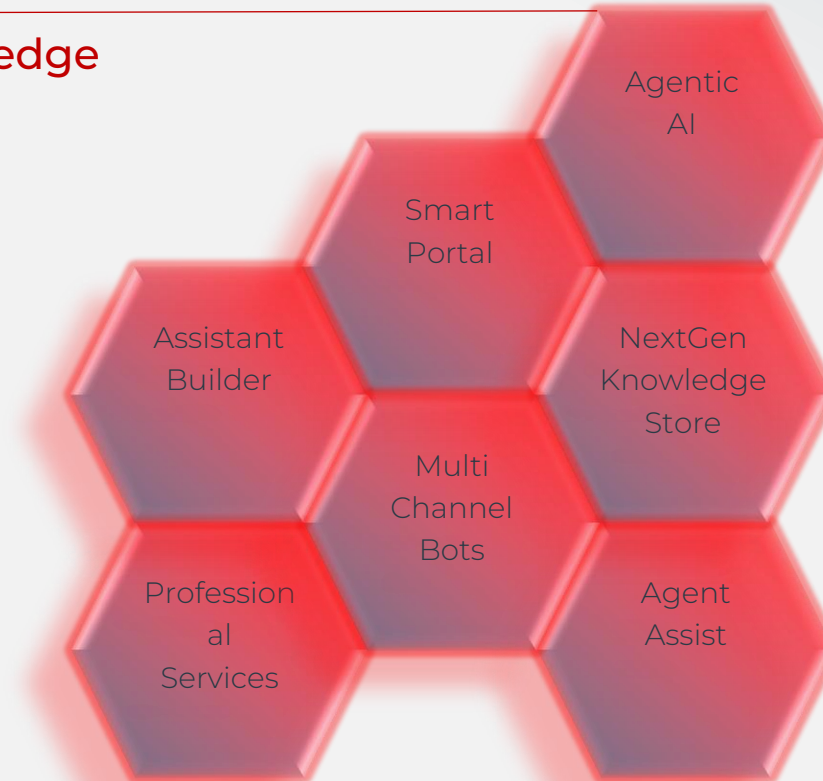 edge
Agentic
AI
Smart
Portal
Assistant
Builder
NextGen
Knowledge
Store
Multi
Channel
Bots
Profession
al
Services
Agent
Assist